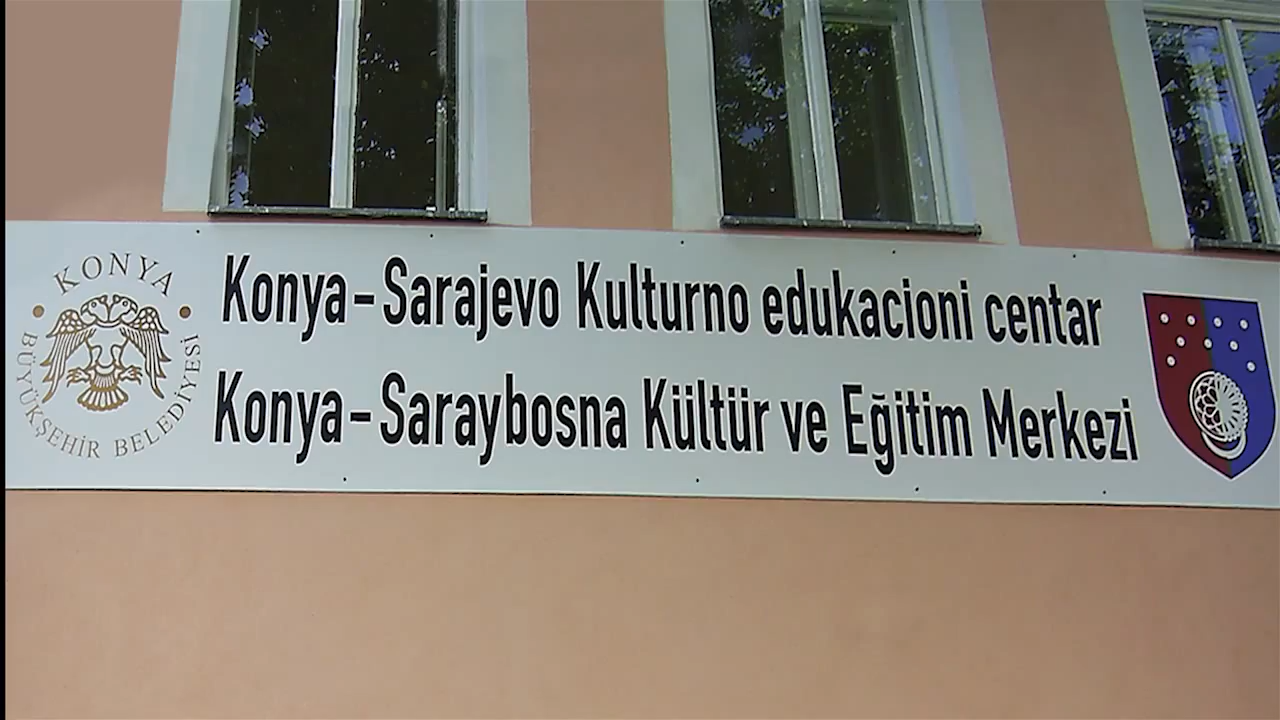 KONYA
BÜYÜKŞEHİR BELEDİYESİ
Konya-Sarajevo Kulturno edukacioni centar
Konya-Saraybosna Kültür ve Eğitim Merkezi